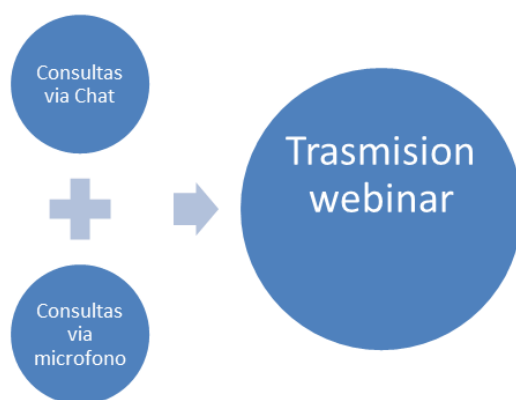 Consultas
via Chat
Trasmision
webinar
Consultas
via
microfono